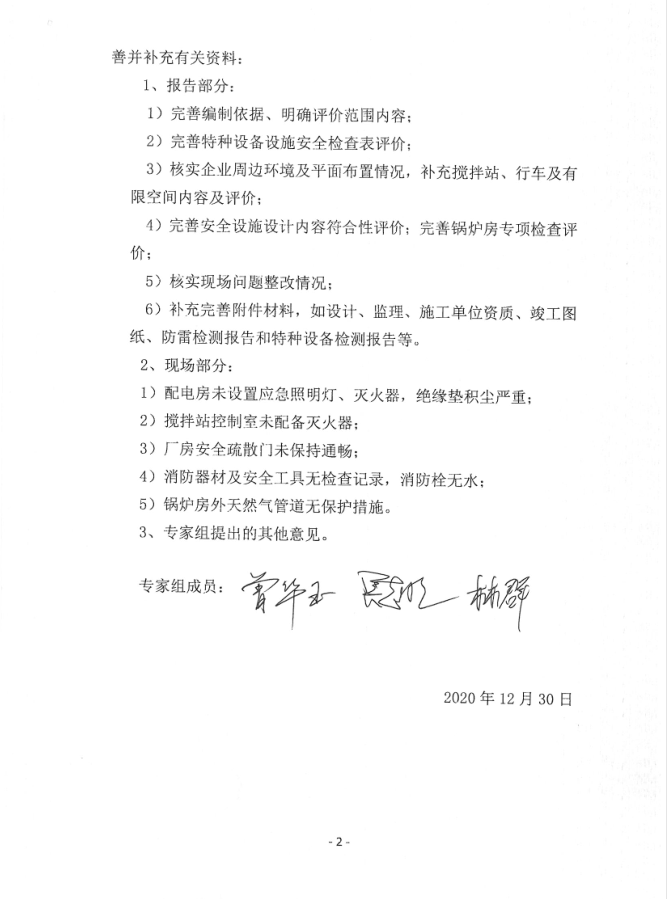 善并补充有关资料：
1、报告部分：
1）完善编制依据、明确评价范围内容；
2）完善特种设备设施安全检查表评价；
3）核实企业周边环境及平面布置情况，补充搅拌站、行车及有
限空间内容及评价；
4）完善安全设施设计内容符合性评价；完善锅炉房专项检查评
价；
5）核实现场问题整改情况；
6）补充完善附件材料，如设计、监理、施工单位资质、竣工图
纸、防雷检测报告和特种设备检测报告等。
2、现场部分：
1）配电房未设置应急照明灯、灭火器，绝缘垫积尘严重；
2）搅拌站控制室未配备灭火器；
3）厂房安全疏散门未保持通畅；
4）消防器材及安全工具无检查记录，消防栓无水；
5）锅炉房外天然气管道无保护措施。
3、专家组提出的其他意见。
专家组成员： 曾华玉 林群
2020 年 12 月 30 日
- 2 -